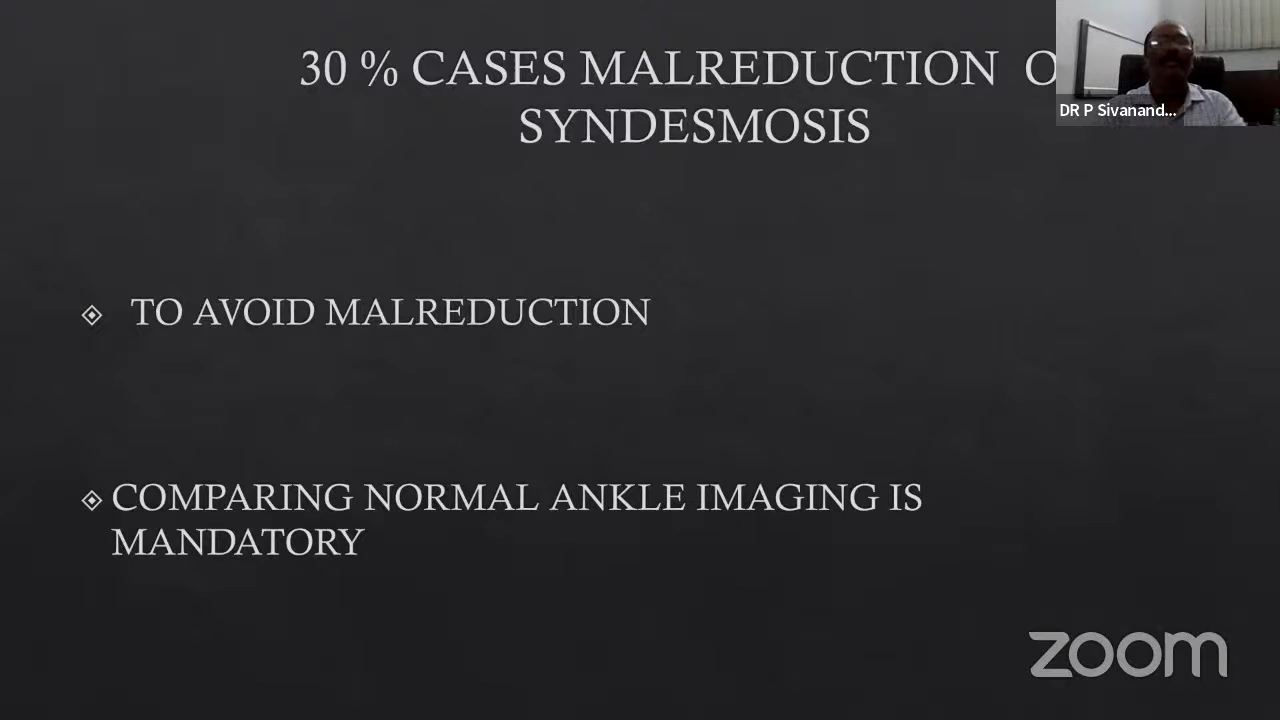 30 % CASES MALREDUCTION O
SYNDESMOSIS
DR P Sivanand...
TO AVOID MALREDUCTION
COMPARING NORMAL ANKLE IMAGING IS
MANDATORY
zoom